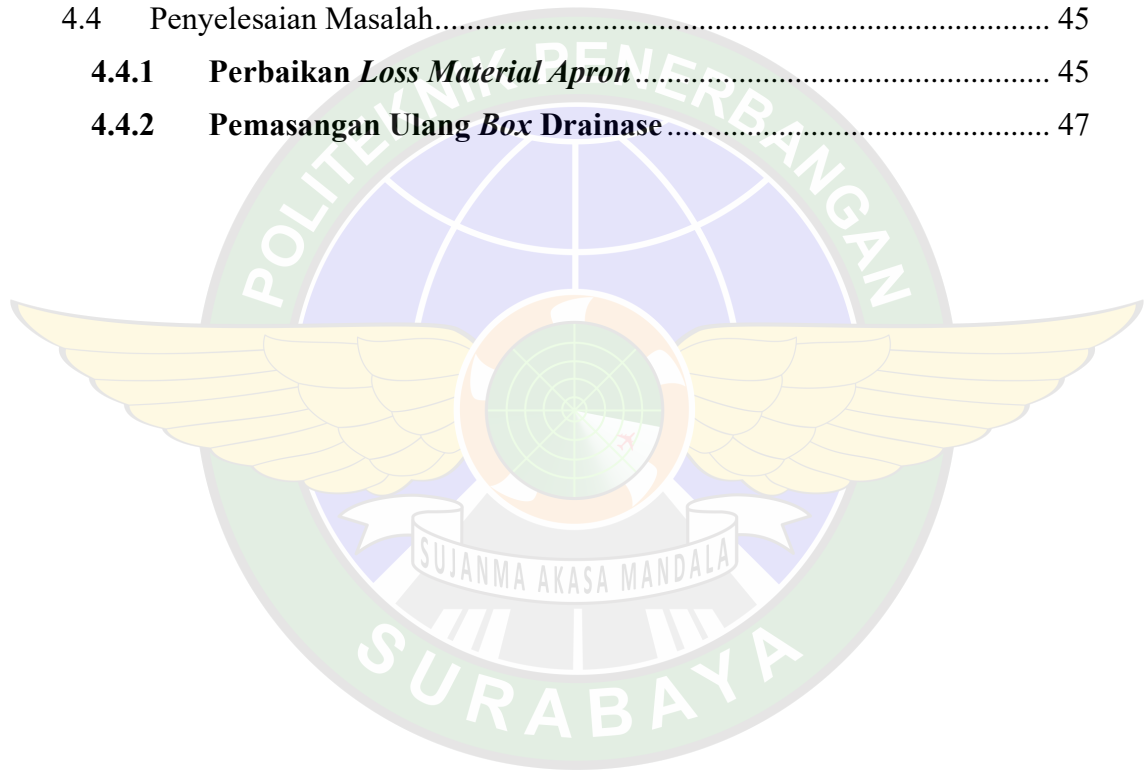 4.4 Penyelesaian Masalah.................................................................................. 45
4.4.1 Perbaikan Loss Material Apron...................................................... 45
4.4.2 Pemasangan Ulang Box Drainase.................................................. 47
POLITEKNIK PENERBANGAN
SUJANMA AKASA MANDALA
SURABAYA